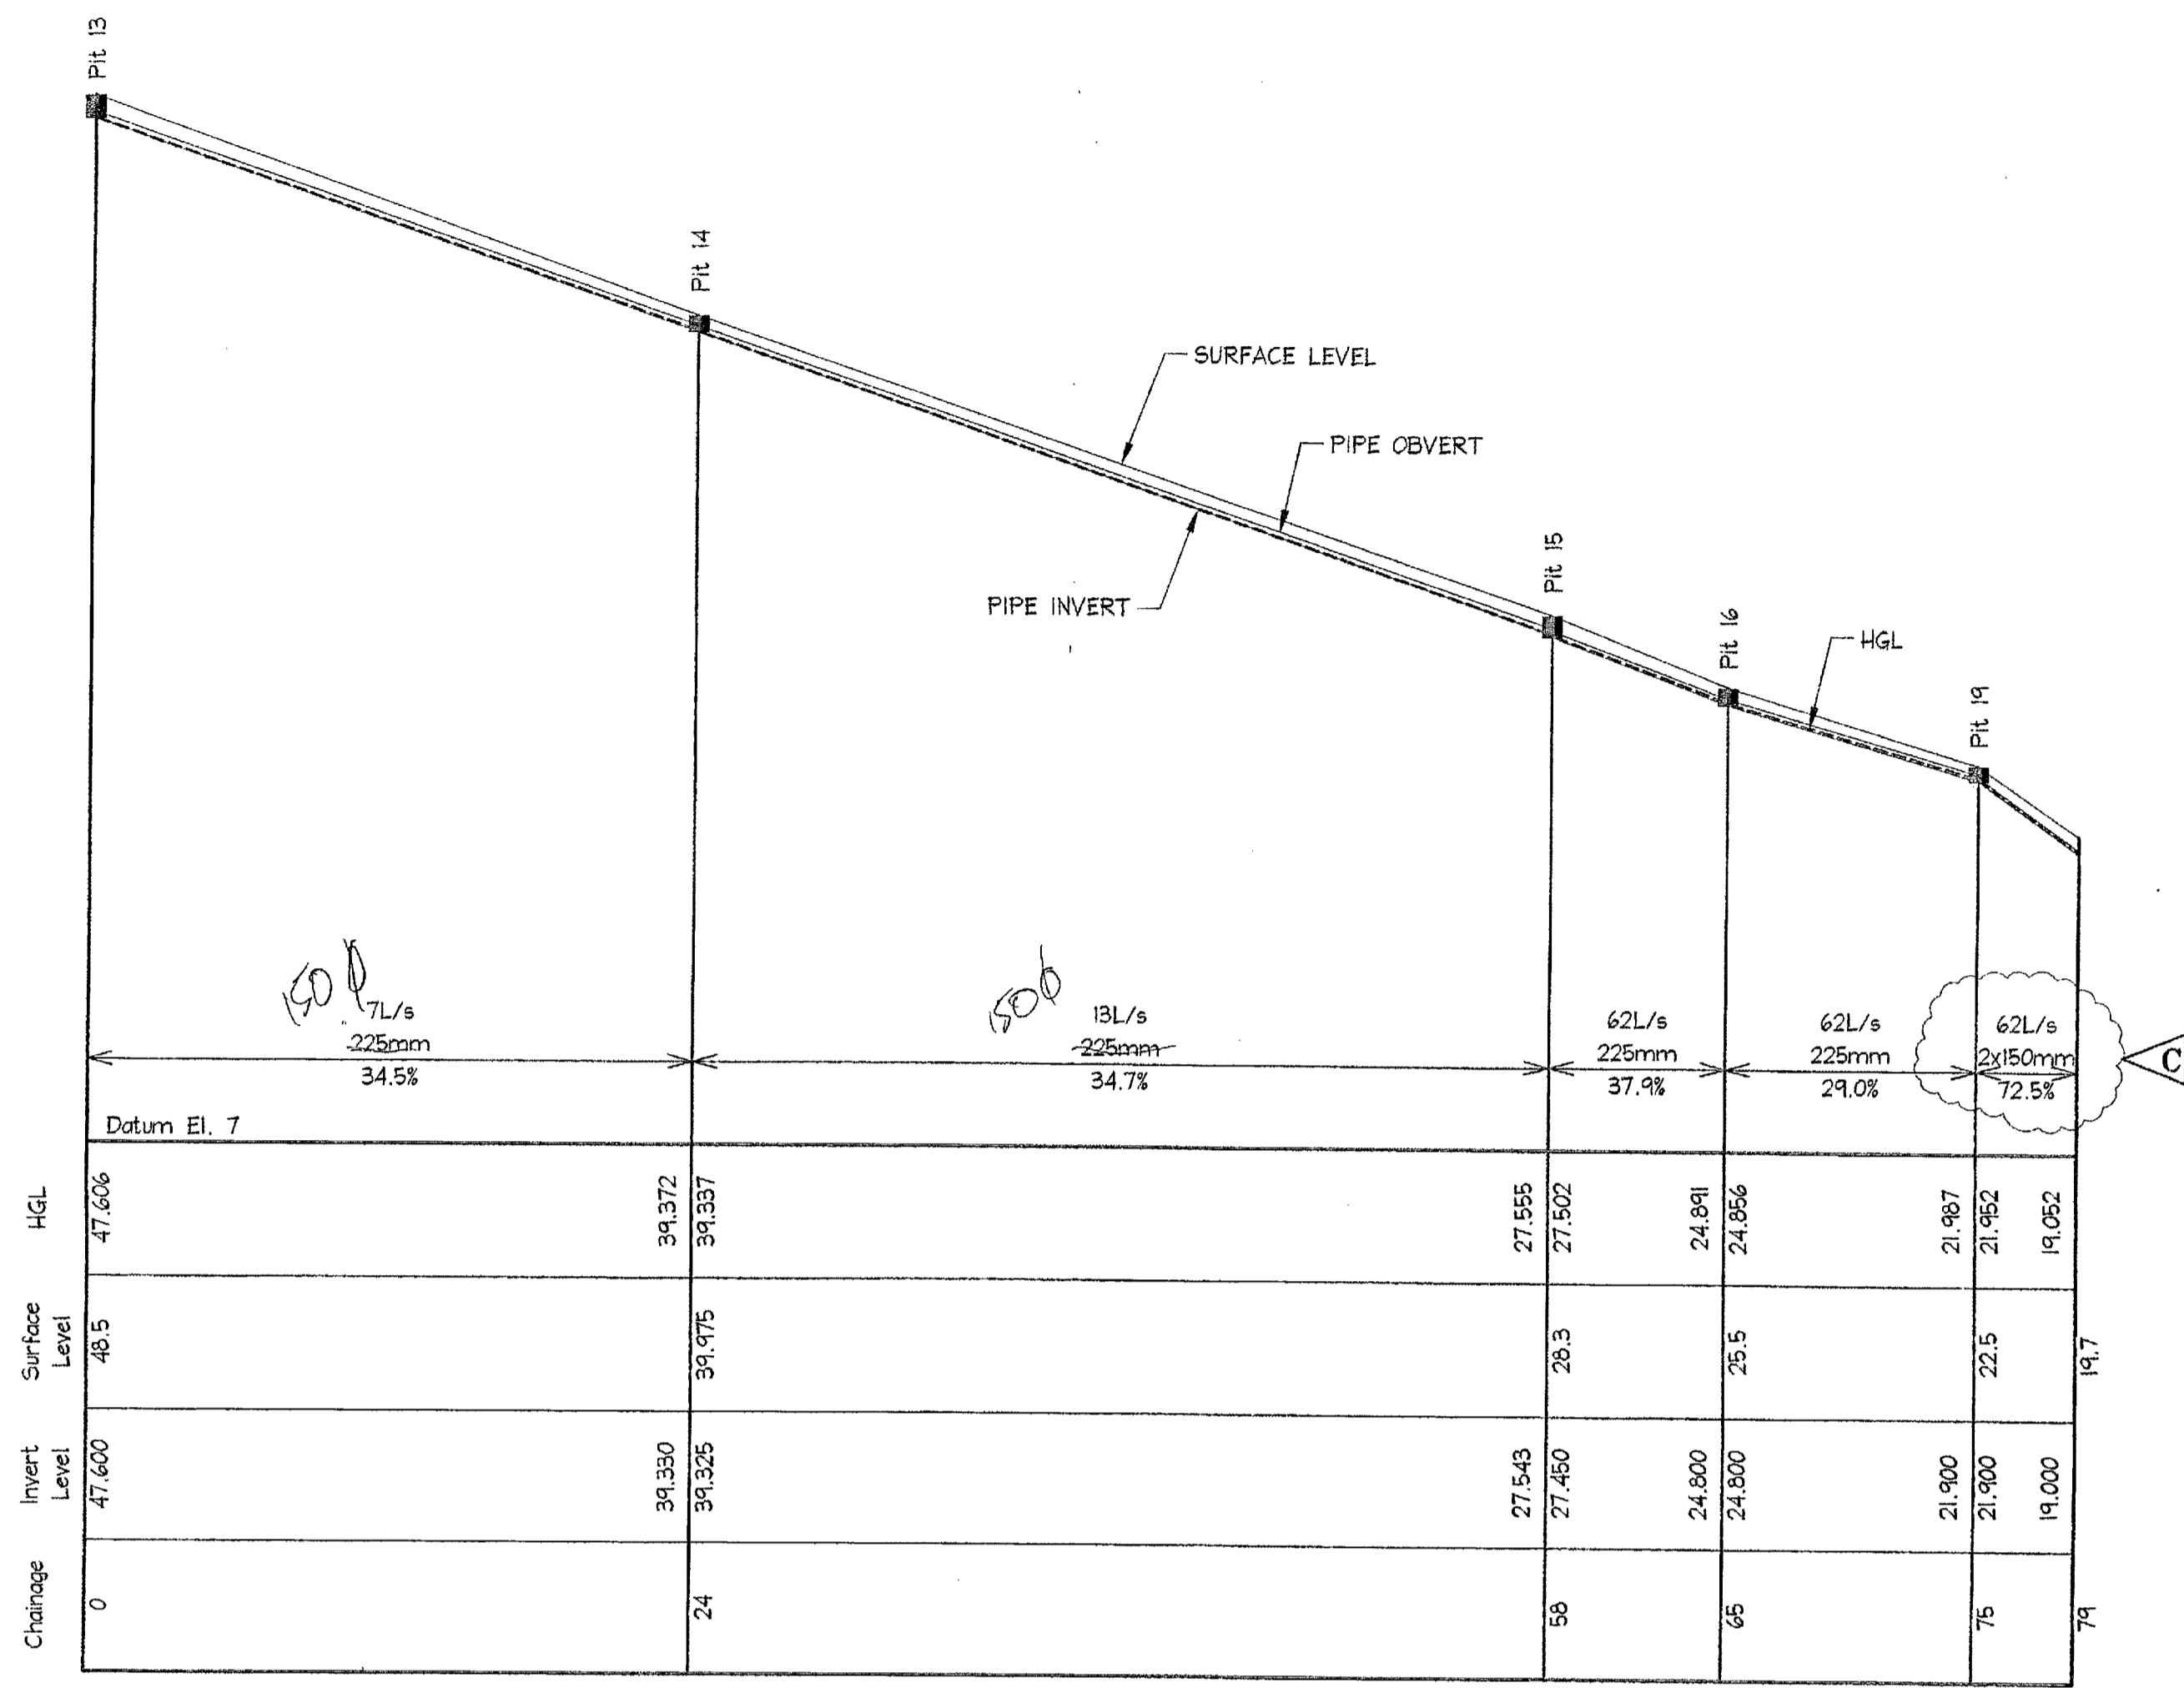 Pit 13
Pit 14
SURFACE LEVEL
PIPE OBVERT
Pit 15
PIPE INVERT
Pit 16
HGL
Pit 19
150 φ
7L/s
225mm
34.5%
150 φ
13L/s
225mm
34.7%
62L/s
225mm
37.9%
62L/s
225mm
29.0%
62L/s
2x150mm
72.5%
C
Datum El. 7
HGL
47.606
39.372
39.337
27.555
27.502
24.891
24.856
21.987
21.952
19.052
Surface
Level
48.5
39.975
28.3
25.5
22.5
19.7
Invert
Level
47.600
39.330
39.325
27.543
27.450
24.800
24.800
21.900
21.900
19.000
Chainage
0
24
58
65
75
79